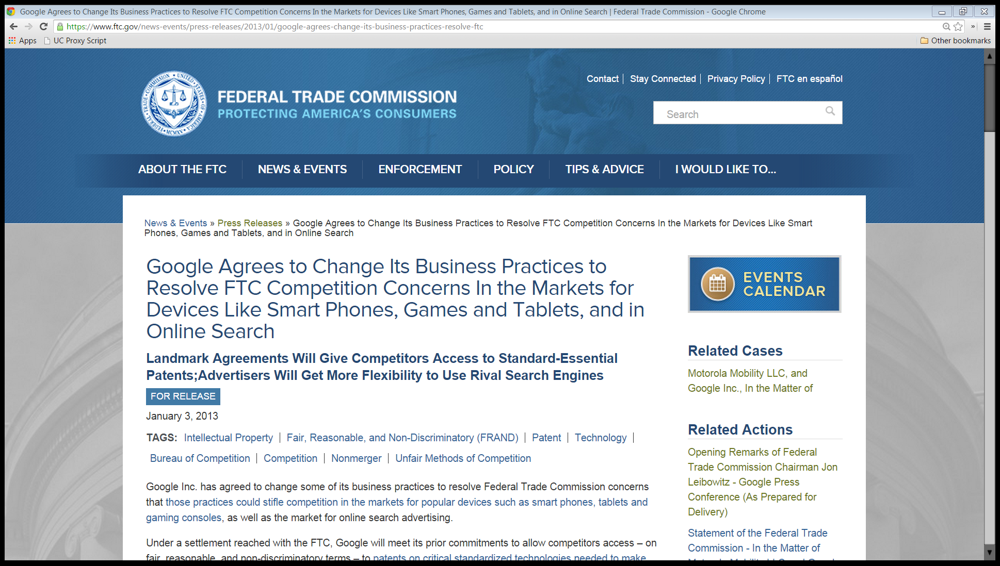 Google Agrees to Change Its Business Practices to Resolve FTC Competition Concerns In the Markets for Devices Like Smart Phones, Games and Tablets, and in Online Search | Federal Trade Commission - Google Chrome
https://www.ftc.gov/news-events/press-releases/2013/01/google-agrees-change-its-business-practices-resolve-ftc
Apps UC Proxy Script Other bookmarks
Contact | Stay Connected | Privacy Policy | FTC en español
FEDERAL TRADE COMMISSION
PROTECTING AMERICA'S CONSUMERS
FEDERAL TRADE COMMISSION • UNITED STATES OF AMERICA • MCMXV
Search
ABOUT THE FTC NEWS & EVENTS ENFORCEMENT POLICY TIPS & ADVICE I WOULD LIKE TO...
News & Events » Press Releases » Google Agrees to Change Its Business Practices to Resolve FTC Competition Concerns In the Markets for Devices Like Smart
Phones, Games and Tablets, and in Online Search
Google Agrees to Change Its Business Practices to
Resolve FTC Competition Concerns In the Markets for
Devices Like Smart Phones, Games and Tablets, and in
Online Search
Landmark Agreements Will Give Competitors Access to Standard-Essential
Patents;Advertisers Will Get More Flexibility to Use Rival Search Engines
FOR RELEASE
January 3, 2013
TAGS: Intellectual Property | Fair, Reasonable, and Non-Discriminatory (FRAND) | Patent | Technology |
Bureau of Competition | Competition | Nonmerger | Unfair Methods of Competition
Google Inc. has agreed to change some of its business practices to resolve Federal Trade Commission concerns
that those practices could stifle competition in the markets for popular devices such as smart phones, tablets and
gaming consoles, as well as the market for online search advertising.
Under a settlement reached with the FTC, Google will meet its prior commitments to allow competitors access – on
fair, reasonable, and non-discriminatory terms – to patents on critical standardized technologies needed to make
EVENTS
CALENDAR
Related Cases
Motorola Mobility LLC, and
Google Inc., In the Matter of
Related Actions
Opening Remarks of Federal
Trade Commission Chairman Jon
Leibowitz - Google Press
Conference (As Prepared for
Delivery)
Statement of the Federal Trade
Commission - In the Matter of